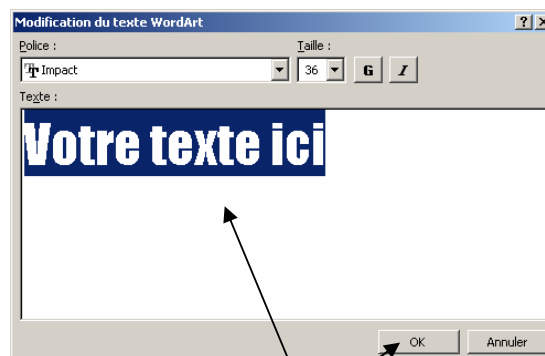 Modification du texte WordArt
Police :
Taille :
Impact
36
G
I
Texte :
Votre texte ici
OK
Annuler